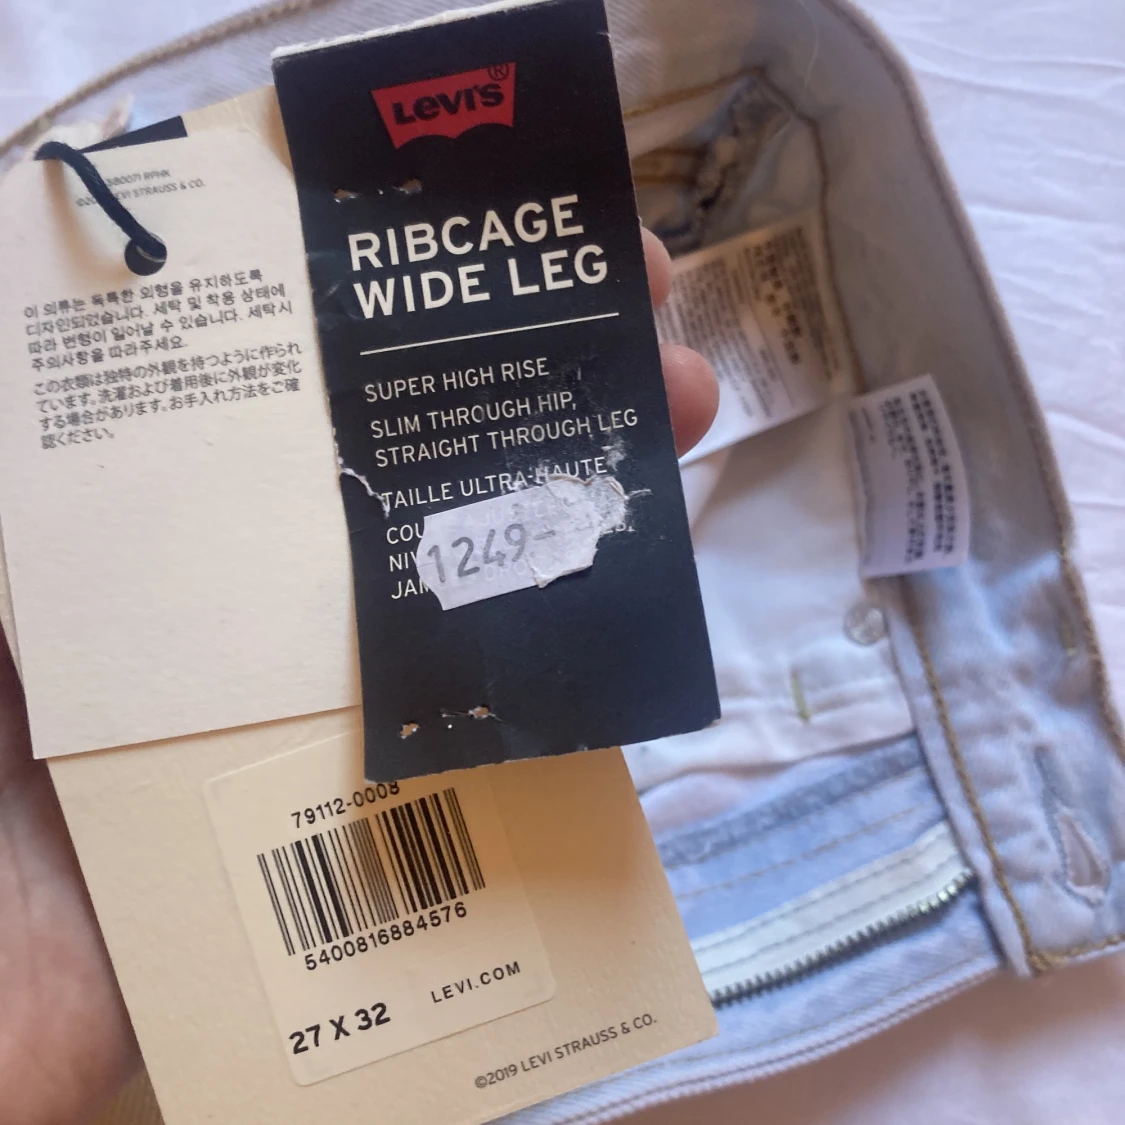 SB0071 RPHK
LEVI STRAUSS & CO.
이 의류는 독특한 외형을 유지하도록
디자인되었습니다. 세탁 및 착용 상태에
따라 변형이 일어날 수 있습니다. 세탁시
주의사항을 따라주세요.
この衣類は独特の外観を持つように作られ
ています。洗濯および着用後に外観が変化
する場合があります。お手入れ方法をご確
認ください。
LEVI'S®
RIBCAGE
WIDE LEG
SUPER HIGH RISE
SLIM THROUGH HIP,
STRAIGHT THROUGH LEG
TAILLE ULTRA-HAUTE
1249-
79112-0008
5400816884576
27 X 32
LEVI.COM
©2019 LEVI STRAUSS & CO.